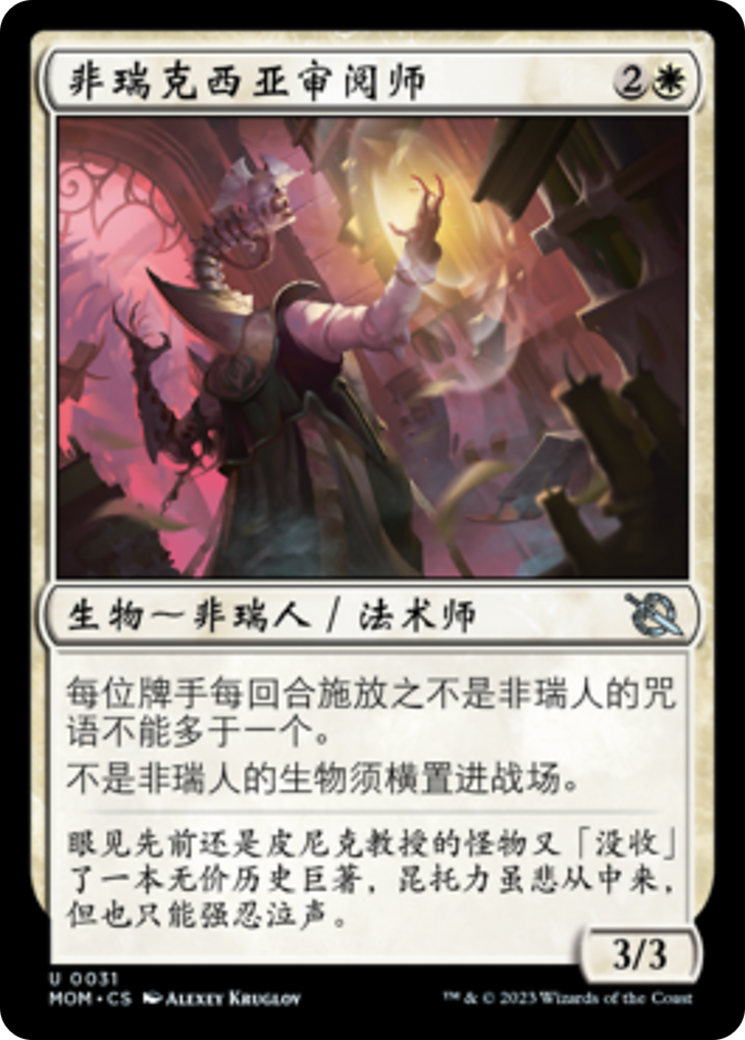 非瑞克西亚审阅师 2
生物～非瑞人 / 法术师
每位牌手每回合施放之不是非瑞人的咒
语不能多于一个。
不是非瑞人的生物须横置进战场。
眼见先前还是皮尼克教授的怪物又「没收」
了一本无价历史巨著，昆托力虽悲从中来，
但也只能强忍泣声。
3/3
U 0031
MOM • CS Alexey Kruglov
™ & © 2023 Wizards of the Coast